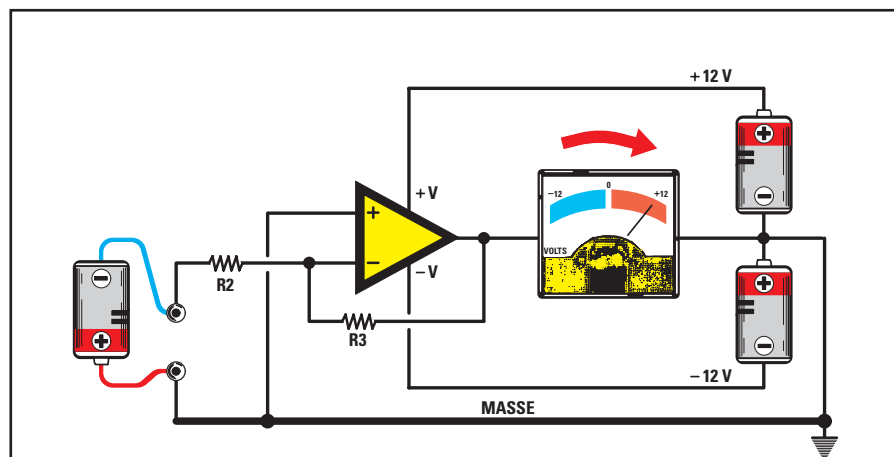 +12 V
+
−
−12
0
+12
VOLTS
+V
+
−
−V
−
+
R2
R3
+
−
−12 V
MASSE